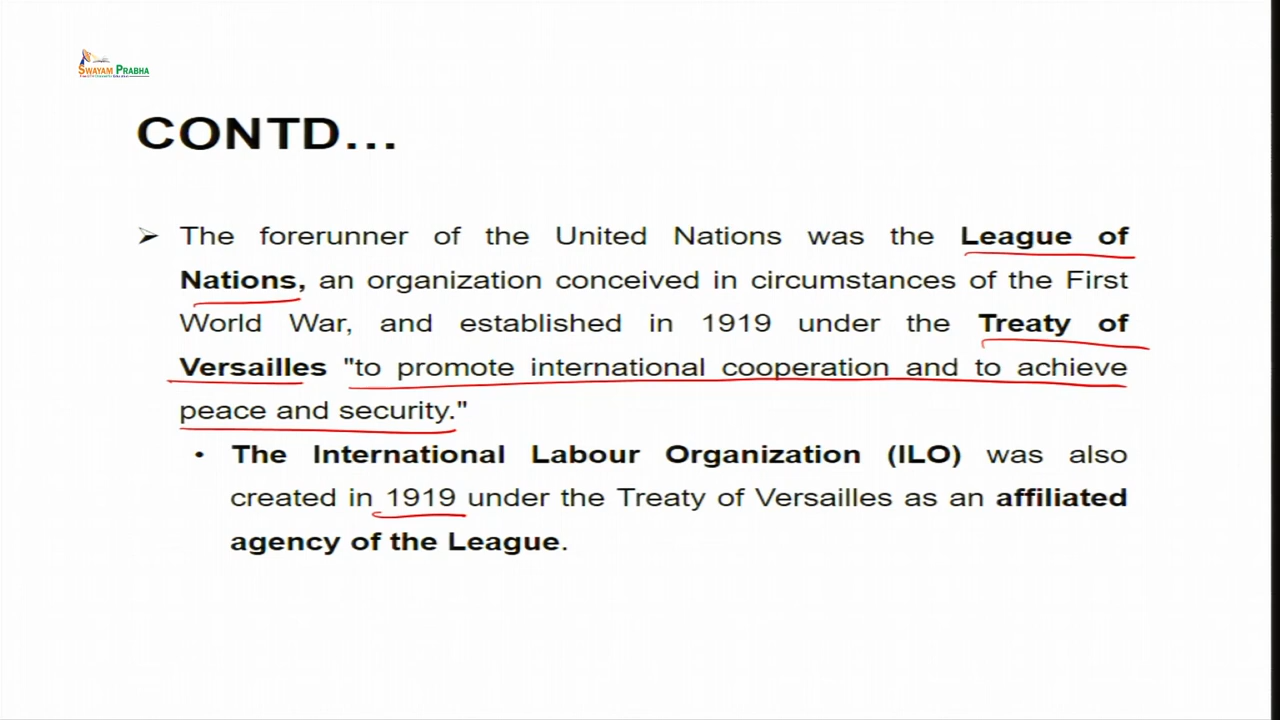 SWAYAM PRABHA
CONTD...
➢ The forerunner of the United Nations was the League of
Nations, an organization conceived in circumstances of the First
World War, and established in 1919 under the Treaty of
Versailles "to promote international cooperation and to achieve
peace and security."
• The International Labour Organization (ILO) was also
created in 1919 under the Treaty of Versailles as an affiliated
agency of the League.